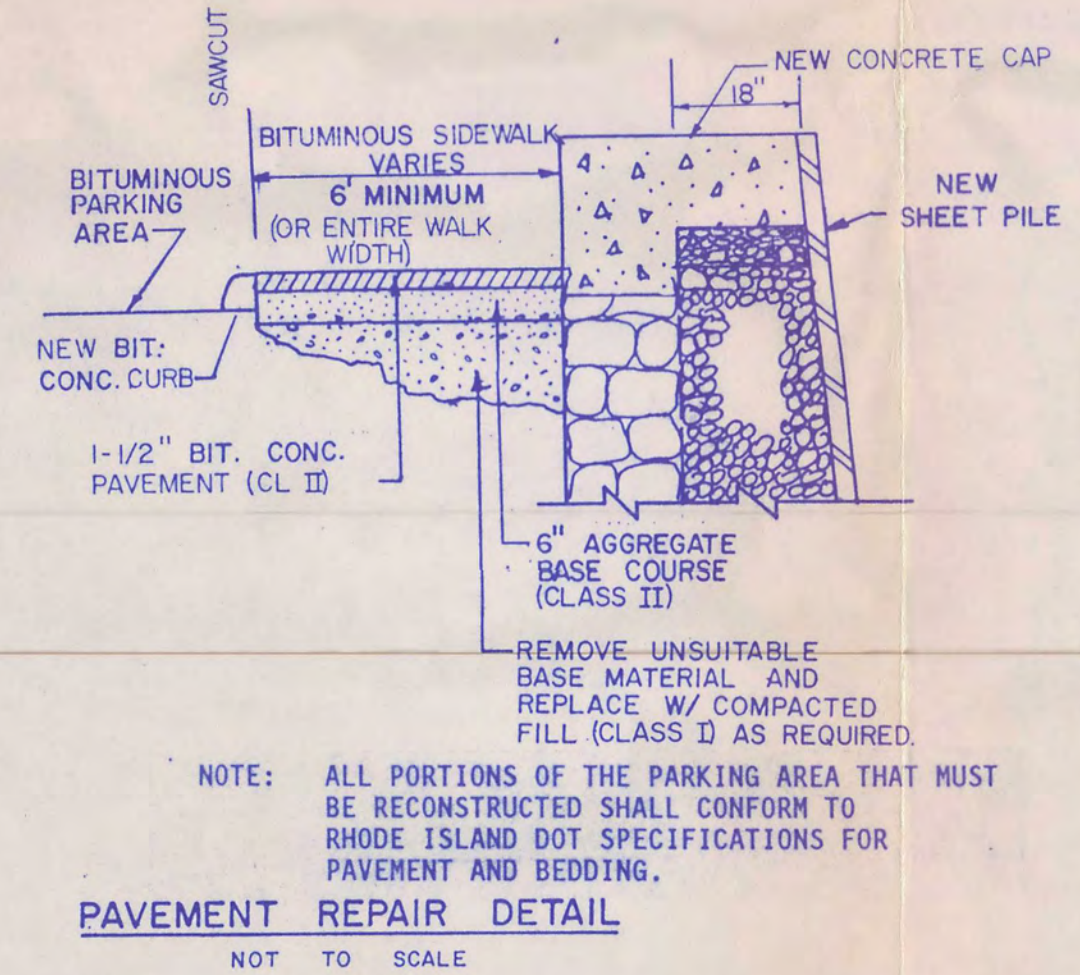 SAWCUT
NEW CONCRETE CAP
18"
BITUMINOUS SIDEWALK
VARIES
6' MINIMUM
(OR ENTIRE WALK
WIDTH)
BITUMINOUS
PARKING
AREA
NEW
SHEET PILE
NEW BIT.
CONC. CURB
1-1/2" BIT. CONC.
PAVEMENT (CL II)
6" AGGREGATE
BASE COURSE
(CLASS II)
REMOVE UNSUITABLE
BASE MATERIAL AND
REPLACE W/ COMPACTED
FILL (CLASS I) AS REQUIRED.
NOTE: ALL PORTIONS OF THE PARKING AREA THAT MUST
BE RECONSTRUCTED SHALL CONFORM TO
RHODE ISLAND DOT SPECIFICATIONS FOR
PAVEMENT AND BEDDING.
PAVEMENT REPAIR DETAIL
NOT TO SCALE